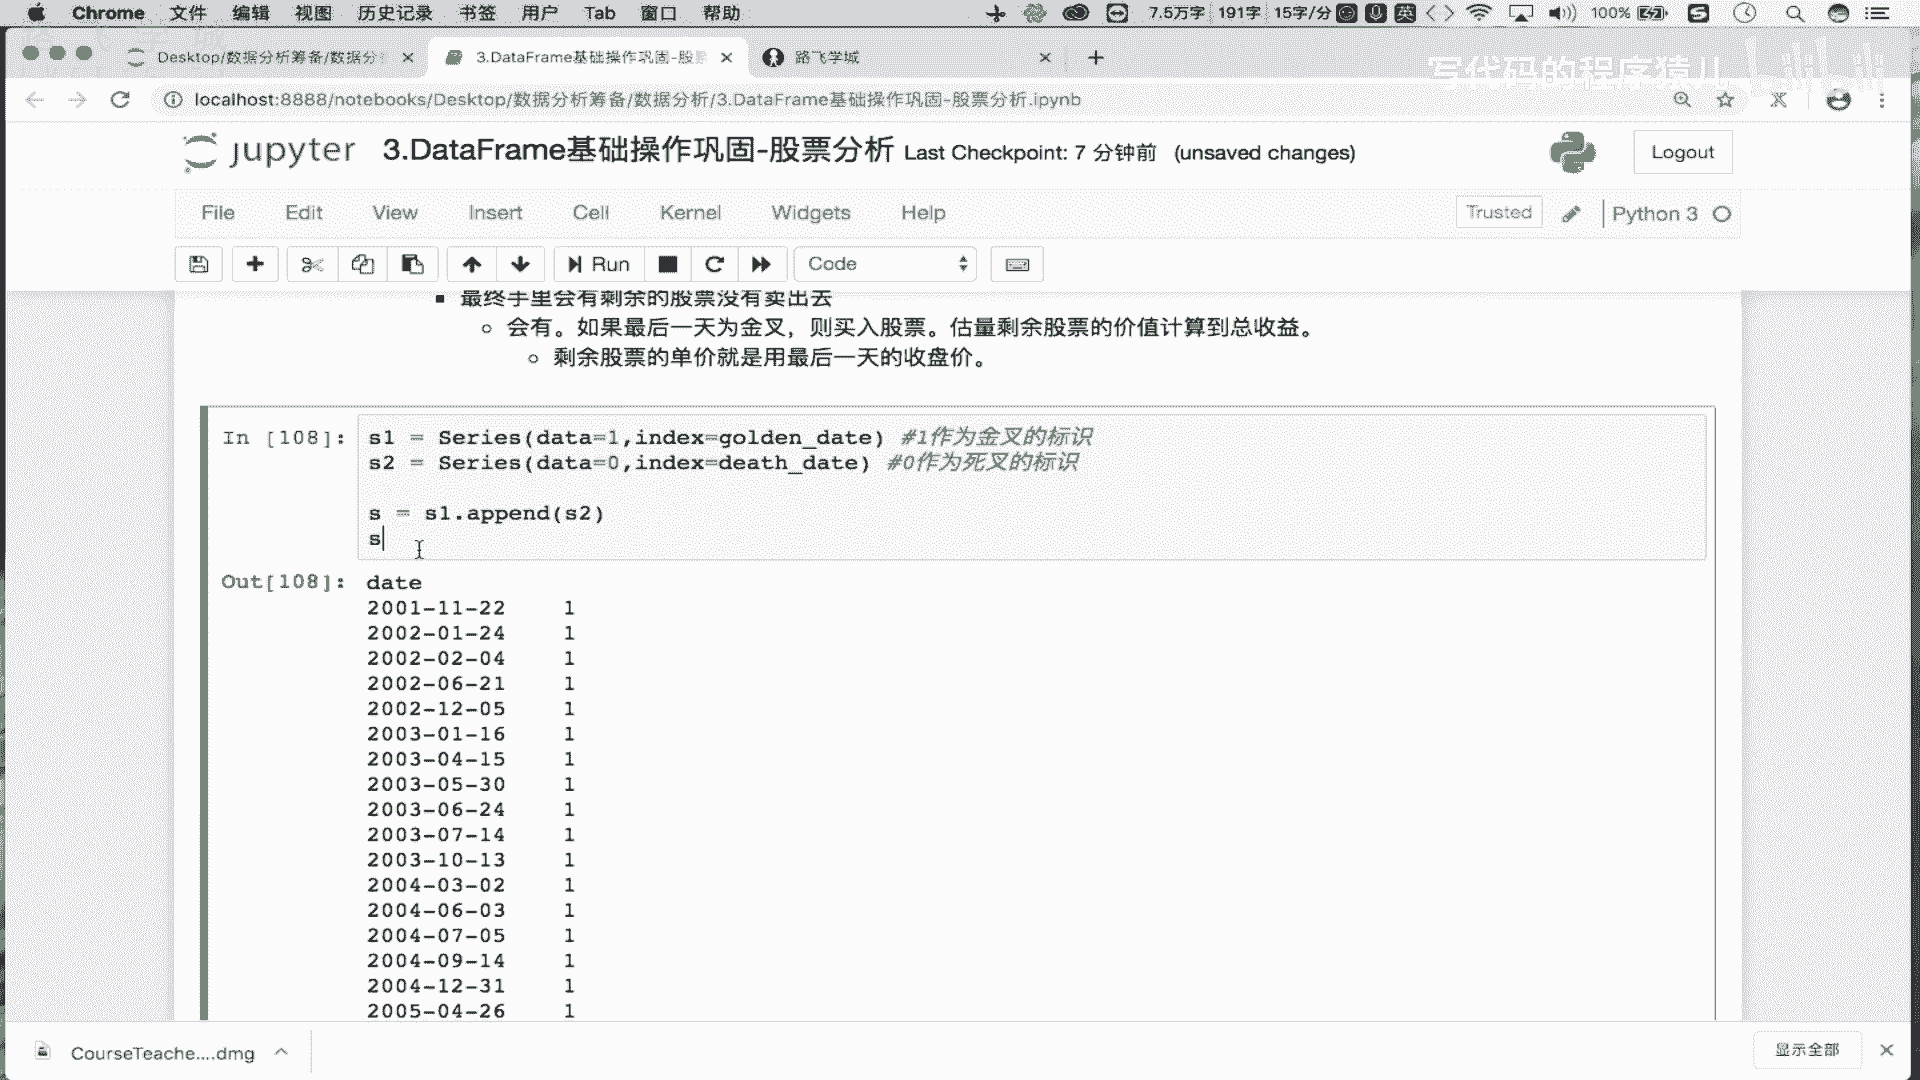 Chrome 文件 编辑 视图 历史记录 书签 用户 Tab 窗口 帮助 7.5万字 191字 15字/分 英 100%
Desktop/数据分析筹备/数据分 3.DataFrame基础操作巩固-股 路飞学城
写代码的程序猿儿 bilibili
localhost:8888/notebooks/Desktop/数据分析筹备/数据分析/3.DataFrame基础操作巩固-股票分析.ipynb
jupyter 3.DataFrame基础操作巩固-股票分析 Last Checkpoint: 7 分钟前 (unsaved changes) Logout
File Edit View Insert Cell Kernel Widgets Help Trusted Python 3
Run Code
最终手里会有剩余的股票没有卖出去
会有。如果最后一天为金叉，则买入股票。估量剩余股票的价值计算到总收益。
剩余股票的单价就是用最后一天的收盘价。
In [108]: s1 = Series(data=1,index=golden_date) #1作为金叉的标识
s2 = Series(data=0,index=death_date) #0作为死叉的标识
s = s1.append(s2)
s
Out[108]: date
2001-11-22 1
2002-01-24 1
2002-02-04 1
2002-06-21 1
2002-12-05 1
2003-01-16 1
2003-04-15 1
2003-05-30 1
2003-06-24 1
2003-07-14 1
2003-10-13 1
2004-03-02 1
2004-06-03 1
2004-07-05 1
2004-09-14 1
2004-12-31 1
2005-04-26 1
CourseTeache....dmg 显示全部